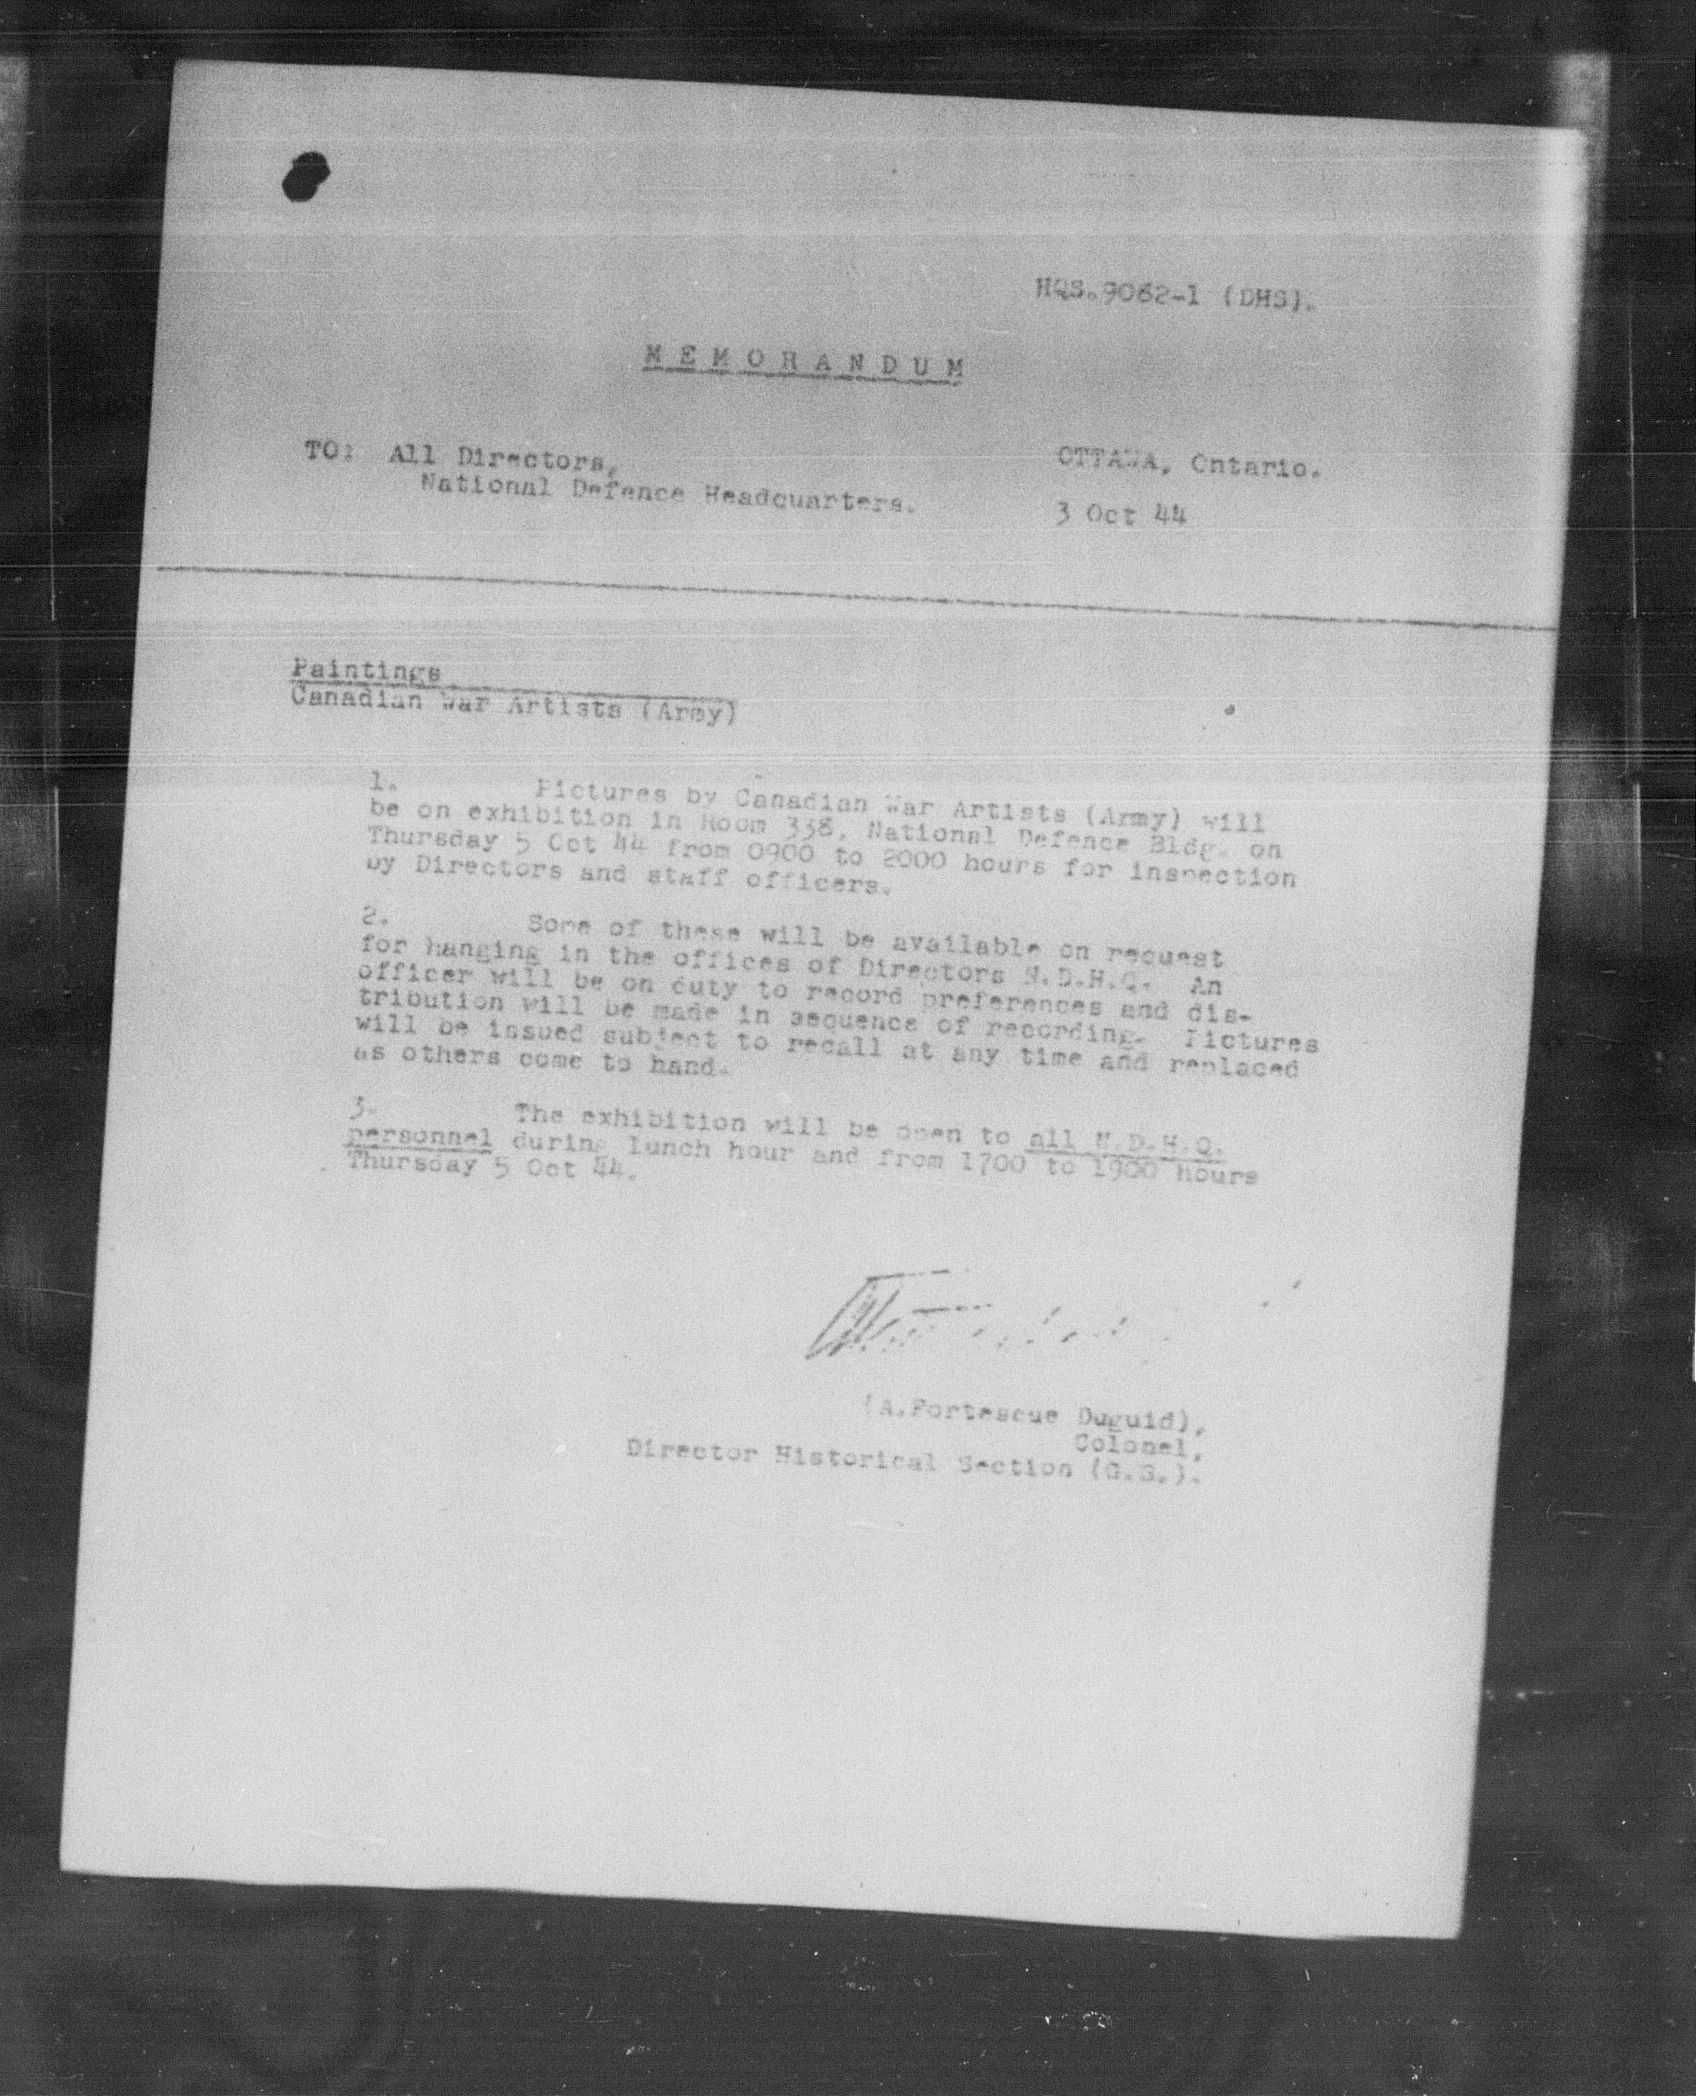 HQS.9062-1 (DHS).
MEMORANDUM
TO: All Directors,
National Defence Headquarters.
OTTAWA, Ontario.
3 Oct 44
Paintings
Canadian War Artists (Army)
1. Pictures by Canadian War Artists (Army) will
be on exhibition in Room 338, National Defence Bldg. on
Thursday 5 Oct 44 from 0900 to 2000 hours for inspection
by Directors and staff officers.
2. Some of these will be available on request
for hanging in the offices of Directors N.D.H.Q. An
officer will be on duty to record preferences and dis-
tribution will be made in sequence of recording. Pictures
will be issued subject to recall at any time and replaced
as others come to hand.
3. The exhibition will be open to all N.D.H.Q.
personnel during lunch hour and from 1700 to 1900 hours
Thursday 5 Oct 44.
(A.Fortescue Duguid),
Colonel,
Director Historical Section (G.S.).